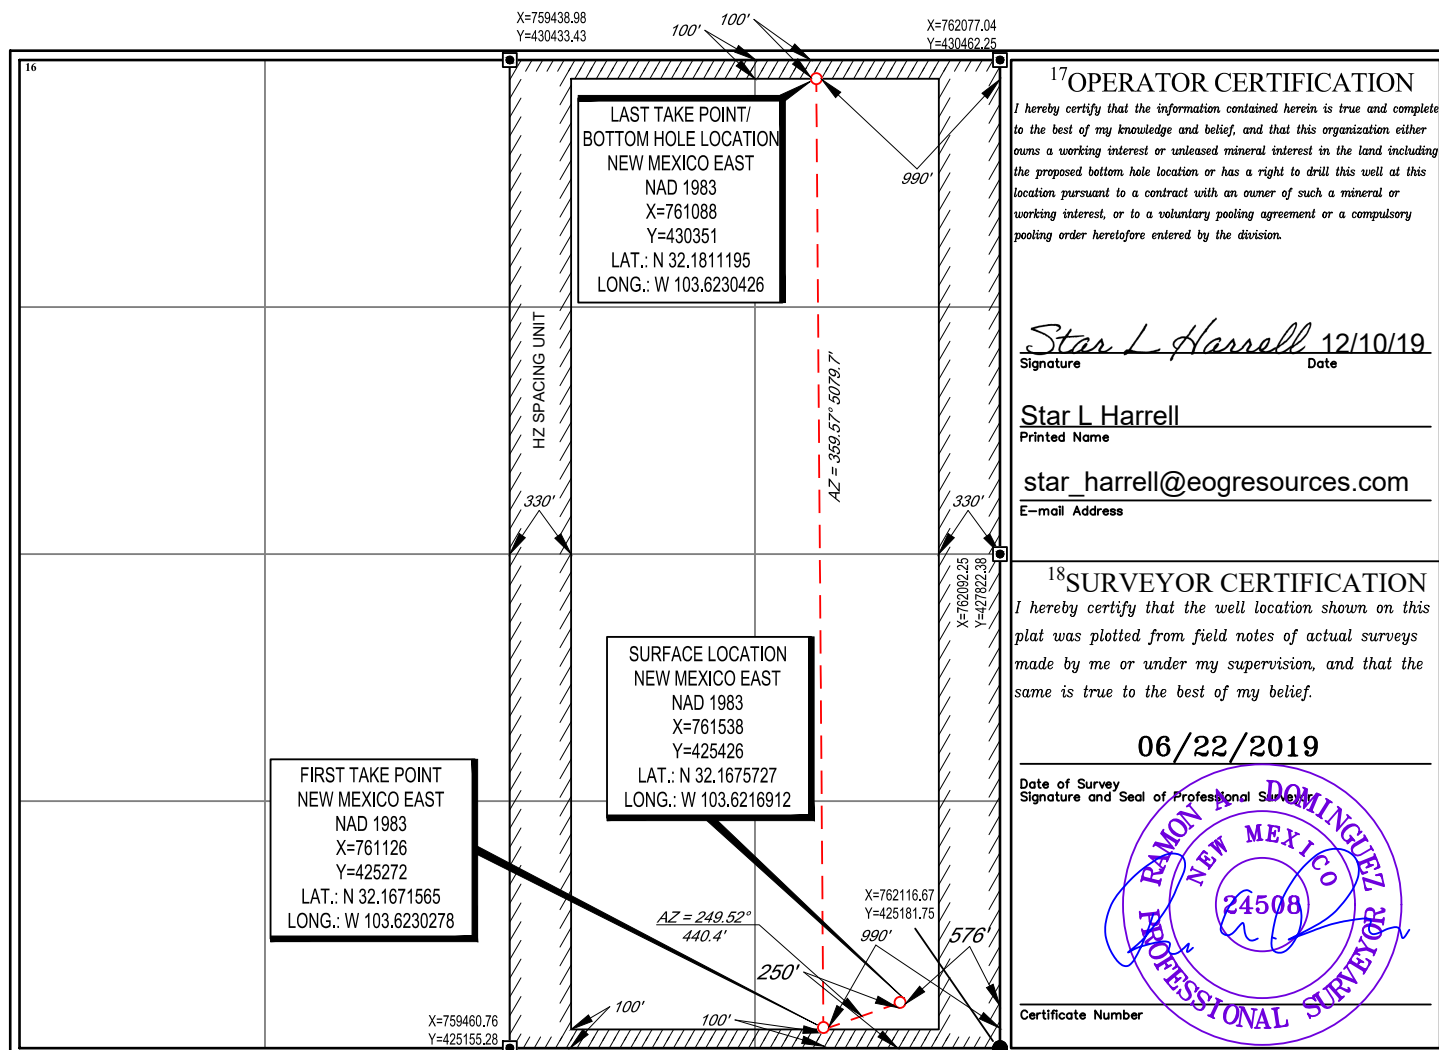 16
X=759438.98
Y=430433.43
100'
100'
X=762077.04
Y=430462.25
LAST TAKE POINT/
BOTTOM HOLE LOCATION
NEW MEXICO EAST
NAD 1983
X=761088
Y=430351
LAT.: N 32.1811195
LONG.: W 103.6230426
990'
HZ SPACING UNIT
AZ = 359.57° 5079.7'
330'
330'
X=762092.25
Y=427822.38
SURFACE LOCATION
NEW MEXICO EAST
NAD 1983
X=761538
Y=425426
LAT.: N 32.1675727
LONG.: W 103.6216912
FIRST TAKE POINT
NEW MEXICO EAST
NAD 1983
X=761126
Y=425272
LAT.: N 32.1671565
LONG.: W 103.6230278
X=762116.67
Y=425181.75
AZ = 249.52°
440.4'
990'
576'
250'
100'
100'
X=759460.76
Y=425155.28
17OPERATOR CERTIFICATION
I hereby certify that the information contained herein is true and complete
to the best of my knowledge and belief, and that this organization either
owns a working interest or unleased mineral interest in the land including
the proposed bottom hole location or has a right to drill this well at this
location pursuant to a contract with an owner of such a mineral or
working interest, or to a voluntary pooling agreement or a compulsory
pooling order heretofore entered by the division.
Star L Harrell 12/10/19
Signature Date
Star L Harrell
Printed Name
star_harrell@eogresources.com
E-mail Address
18SURVEYOR CERTIFICATION
I hereby certify that the well location shown on this
plat was plotted from field notes of actual surveys
made by me or under my supervision, and that the
same is true to the best of my belief.
06/22/2019
Date of Survey
Signature and Seal of Professional Surveyor:
RAMON A. DOMINGUEZ
NEW MEXICO
24508
PROFESSIONAL SURVEYOR
Certificate Number